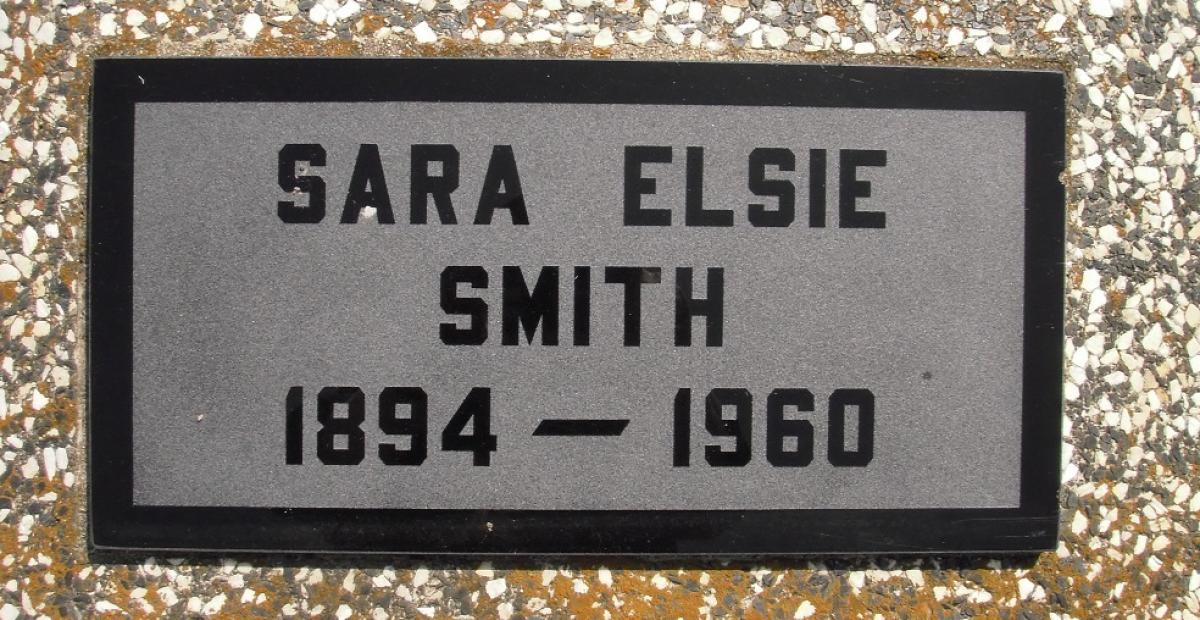 SARA ELSIE
SMITH
1894 — 1960